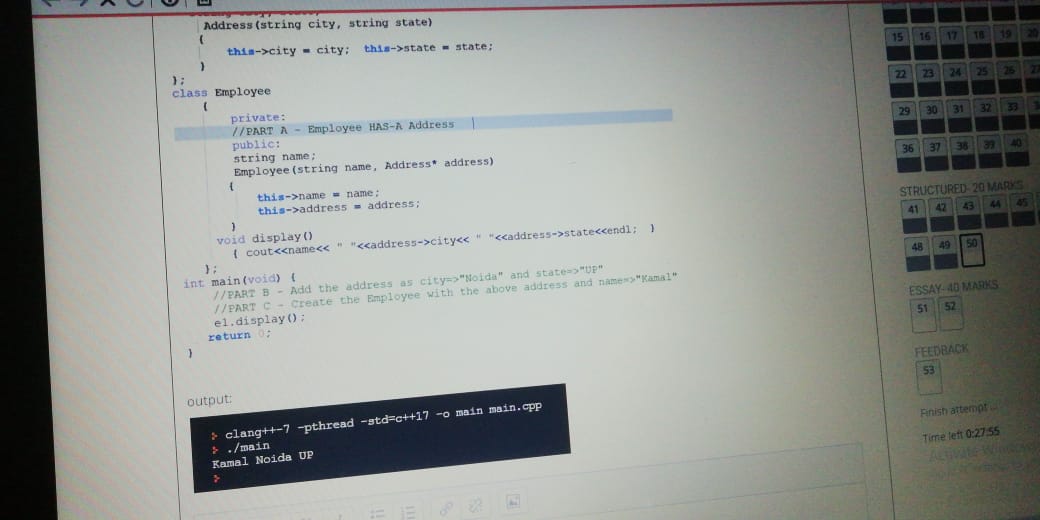 Address(string city, string state)
{
this->city = city; this->state = state;
}
};
class Employee
{
private:
//PART A - Employee HAS-A Address
public:
string name;
Employee(string name, Address* address)
{
this->name = name;
this->address = address;
}
void display()
{ cout<<name<< " "<<address->city<< " "<<address->state<<endl; }
};
int main(void) {
//PART B - Add the address as city=>"Noida" and state=>"UP"
//PART C - Create the Employee with the above address and name=>"Kamal"
e1.display();
return 0;
}
output:
clang++-7 -pthread -std=c++17 -o main main.cpp
./main
Kamal Noida UP
15 16 17 18 19 20
22 23 24 25 26 27
29 30 31 32 33
36 37 38 39 40
STRUCTURED- 20 MARKS
41 42 43 44 45
48 49 50
ESSAY- 40 MARKS
51 52
FEEDBACK
53
Finish attempt ...
Time left 0:27:55
Activate Windows